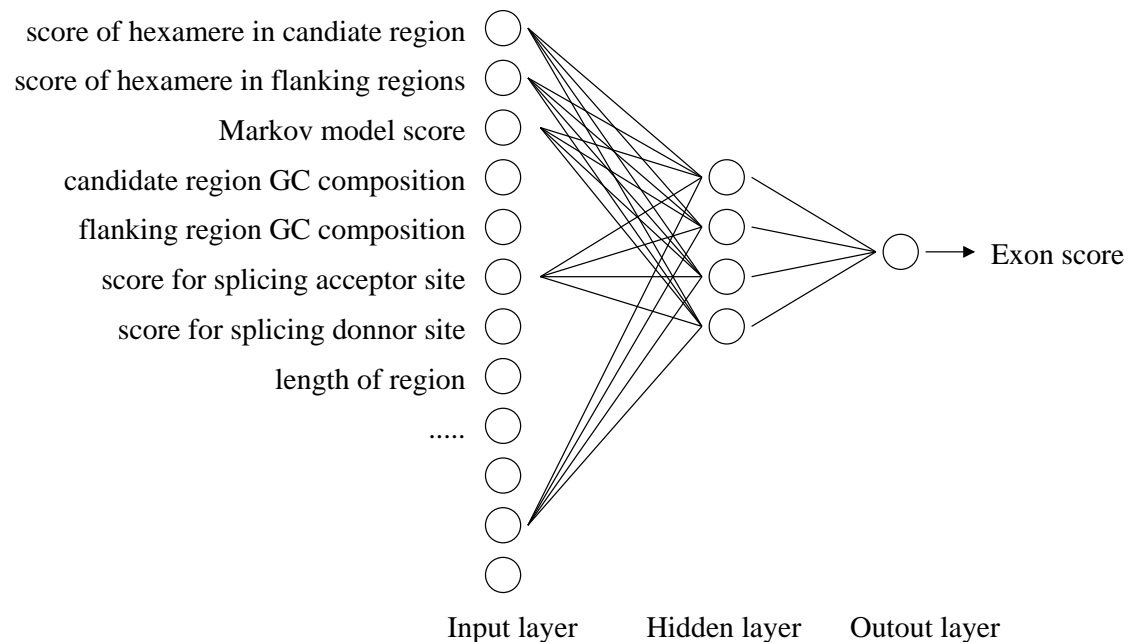 score of hexamere in candiate region
score of hexamere in flanking regions
Markov model score
candidate region GC composition
flanking region GC composition
score for splicing acceptor site
score for splicing donnor site
length of region
.....
Exon score
Input layer
Hidden layer
Outout layer